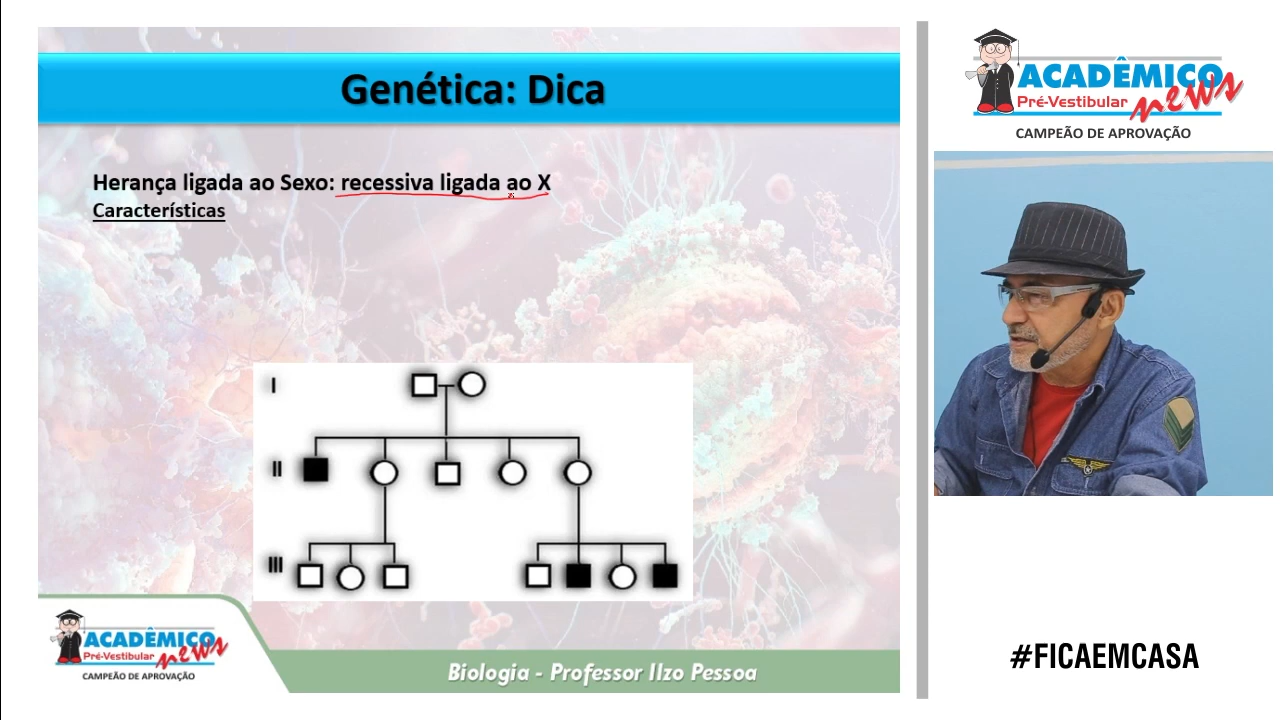 Genética: Dica
Herança ligada ao Sexo: recessiva ligada ao X
Características
I
II
III
ACADÊMICO
Pré-Vestibular news
CAMPEÃO DE APROVAÇÃO
Biologia - Professor Ilzo Pessoa
ACADÊMICO
Pré-Vestibular news
CAMPEÃO DE APROVAÇÃO
#FICAEMCASA